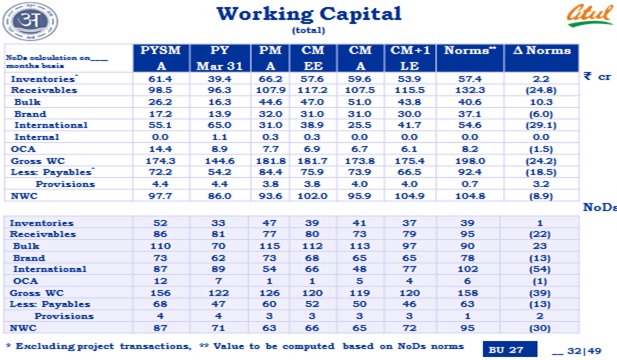 अ
Atul
Working Capital
(total)
NoDs calculation on____ months basis PYSM A PY Mar 31 PM A CM EE CM A CM+1 LE Norms** Δ Norms
₹ cr
Inventories* 61.4 39.4 66.2 57.6 59.6 53.9 57.4 2.2
Receivables 98.5 96.3 107.9 117.2 107.5 115.5 132.3 (24.8)
Bulk 26.2 16.3 44.6 47.0 51.0 43.8 40.6 10.3
Brand 17.2 13.9 32.0 31.0 31.0 30.0 37.1 (6.0)
International 55.1 65.0 31.0 38.9 25.5 41.7 54.6 (29.1)
Internal 0.0 1.1 0.3 0.3 0.0 0.0 0.0 0.0
OCA 14.4 8.9 7.7 6.9 6.7 6.1 8.2 (1.5)
Gross WC 174.3 144.6 181.8 181.7 173.8 175.4 198.0 (24.2)
Less: Payables* 72.2 54.2 84.4 75.9 73.9 66.5 92.4 (18.5)
Provisions 4.4 4.4 3.8 3.8 4.0 4.0 0.7 3.2
NWC 97.7 86.0 93.6 102.0 95.9 104.9 104.8 (8.9)
NoDs
Inventories 52 33 47 39 41 37 39 1
Receivables 86 81 77 80 73 79 95 (22)
Bulk 110 70 115 112 113 97 90 23
Brand 73 62 73 68 65 65 78 (13)
International 87 89 54 66 48 77 102 (54)
OCA 12 7 1 1 5 4 6 (1)
Gross WC 156 122 126 120 119 120 158 (39)
Less: Payables 68 47 60 52 50 46 63 (13)
Provisions 4 4 3 3 3 3 1 2
NWC 87 71 63 66 65 72 95 (30)
* Excluding project transactions, ** Value to be computed based on NoDs norms
BU 27
__ 32|49